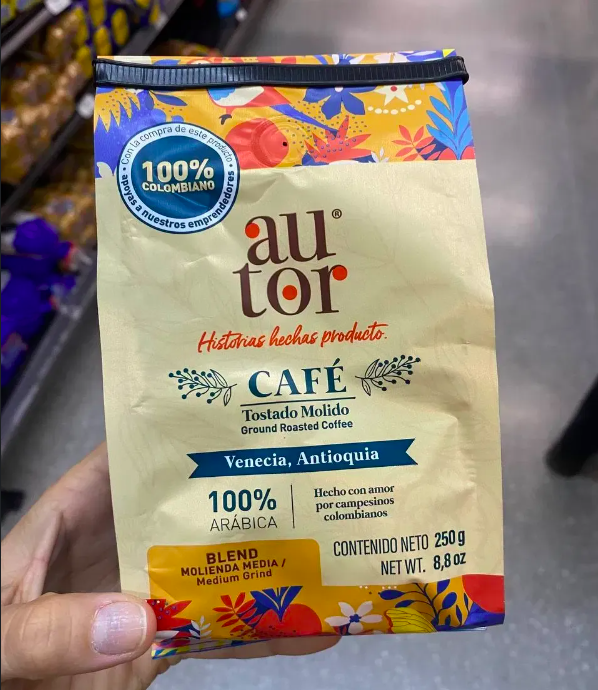 Con la compra de este producto
100%
COLOMBIANO
apoyas a nuestros emprendedores
au®
tor
Historias hechas producto.
CAFÉ
Tostado Molido
Ground Roasted Coffee
Venecia, Antioquia
100%
ARÁBICA
Hecho con amor
por campesinos
colombianos
BLEND
MOLIENDA MEDIA /
Medium Grind
CONTENIDO NETO 250 g
NET WT. 8,8 oz